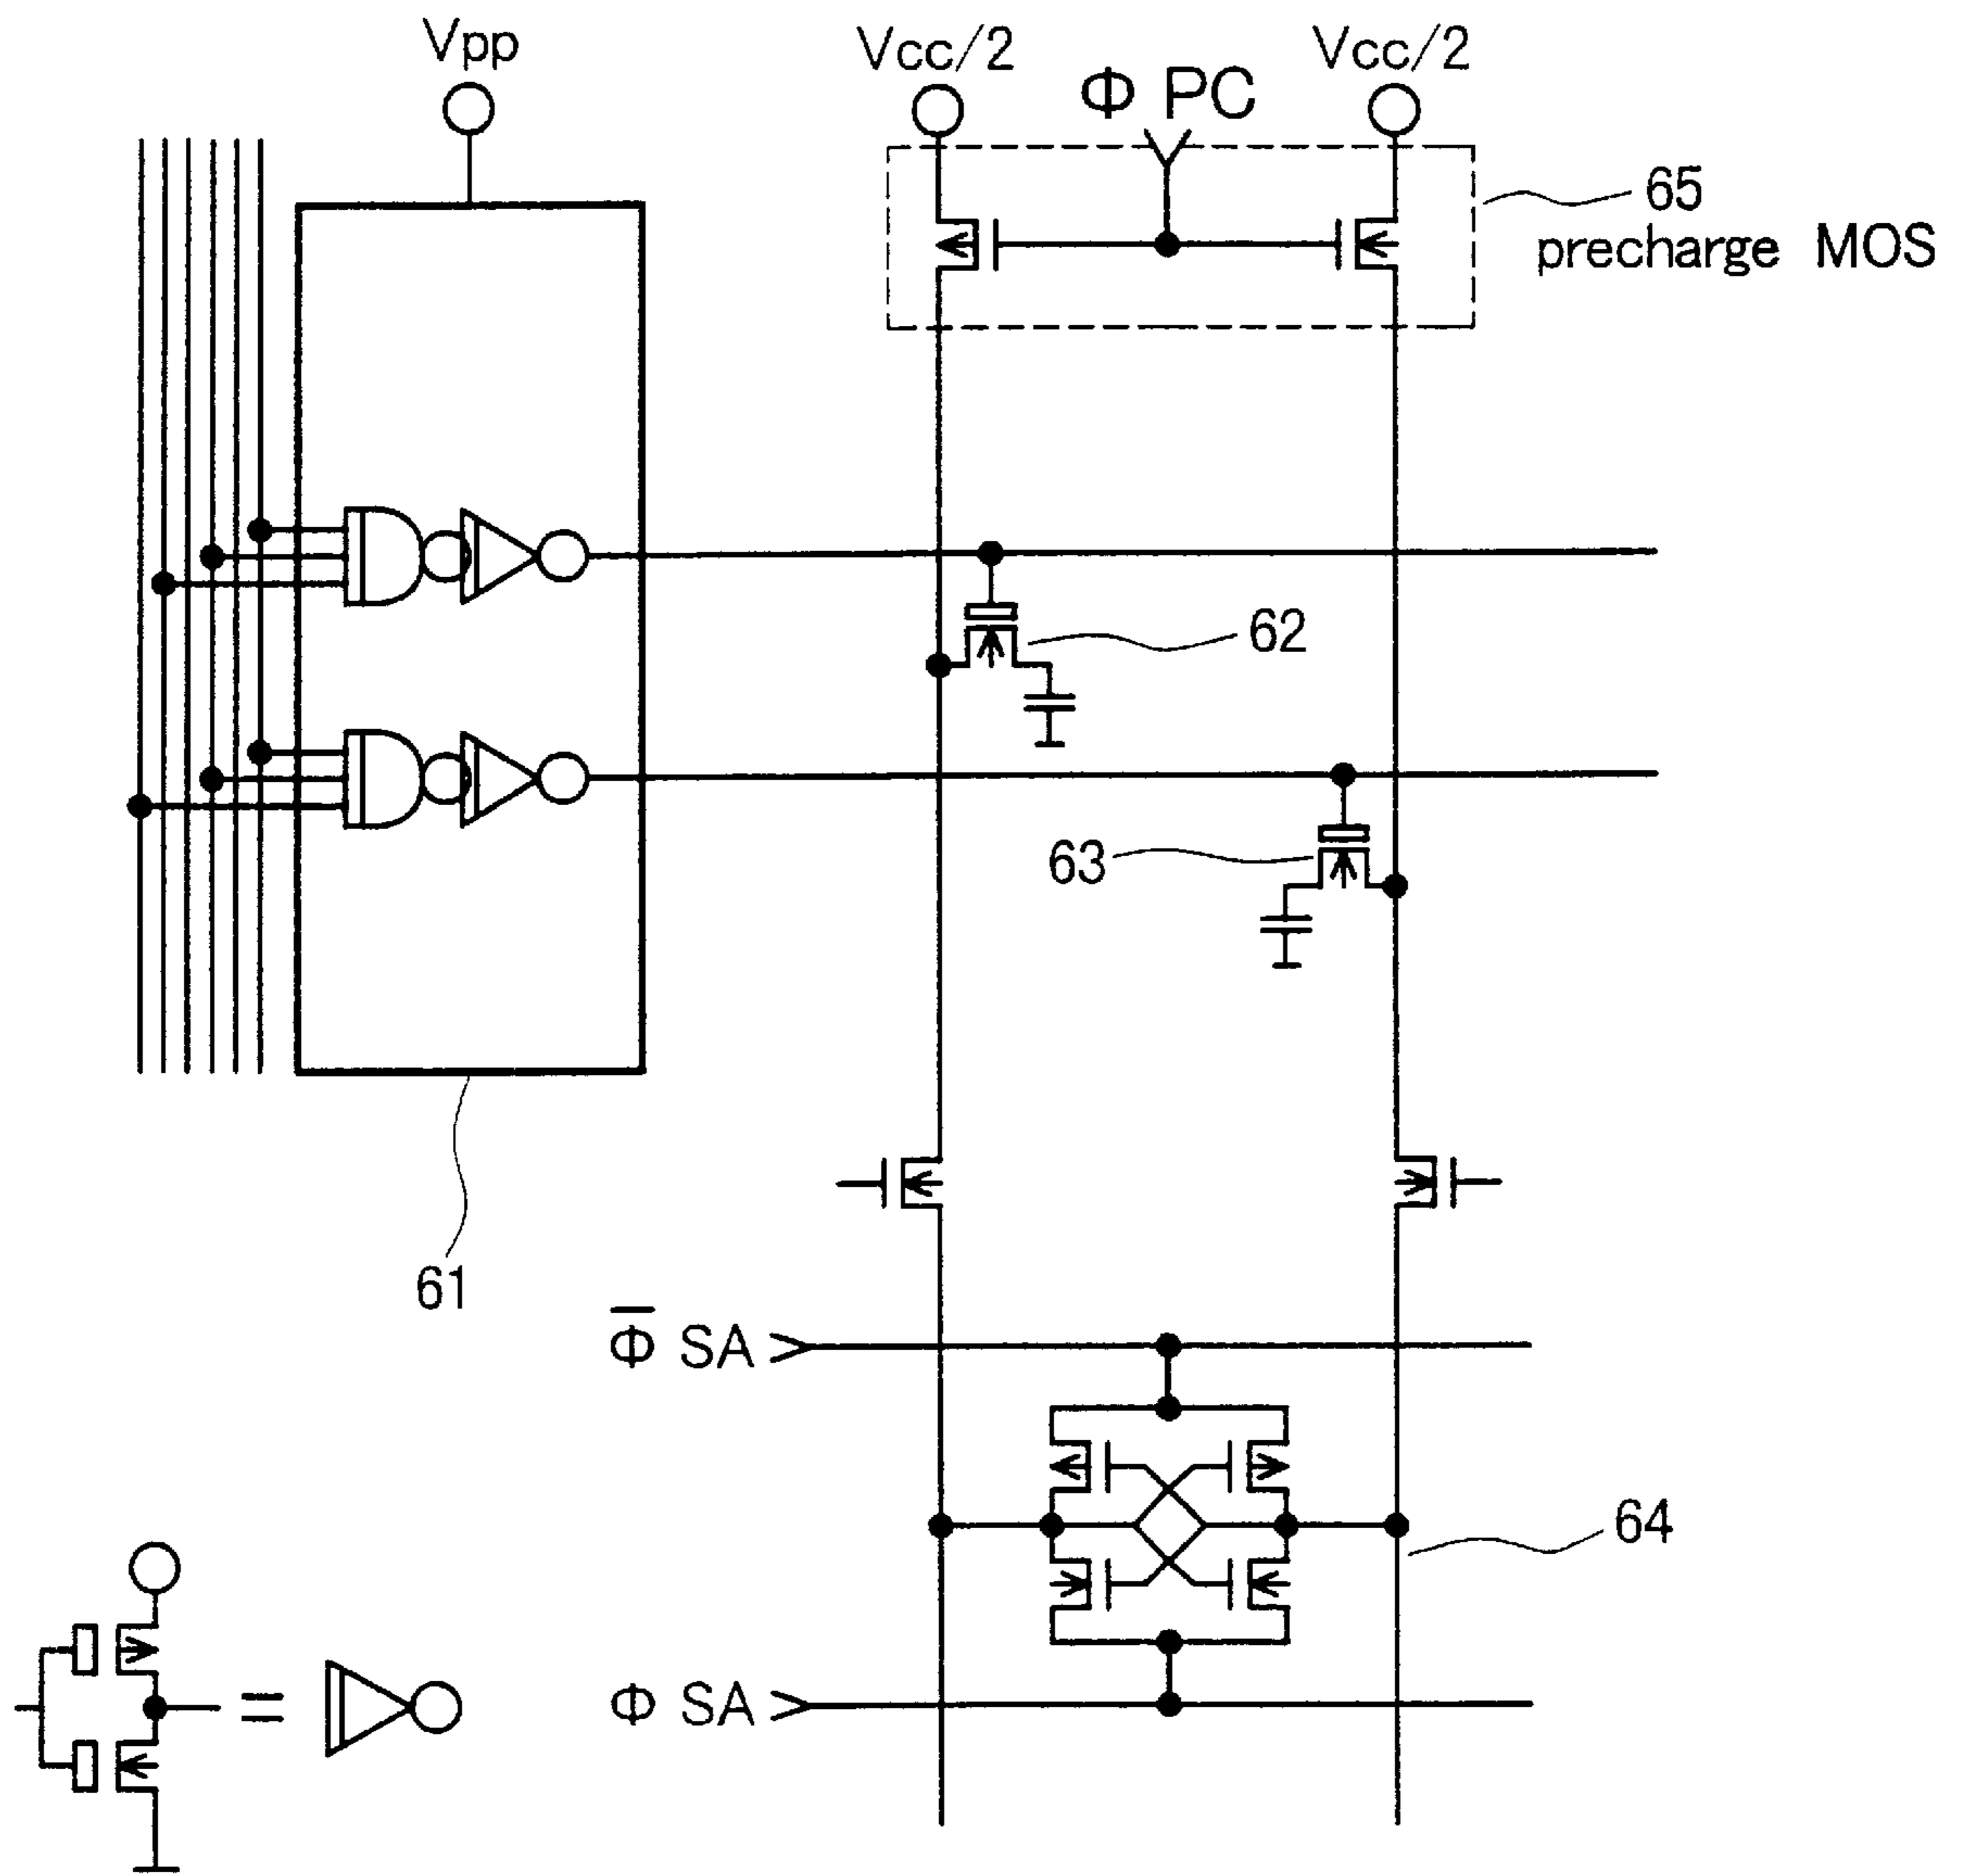 Vpp
Vcc/2
Φ PC
Vcc/2
65
precharge MOS
62
63
61
Φ̅ SA
64
=
Φ SA